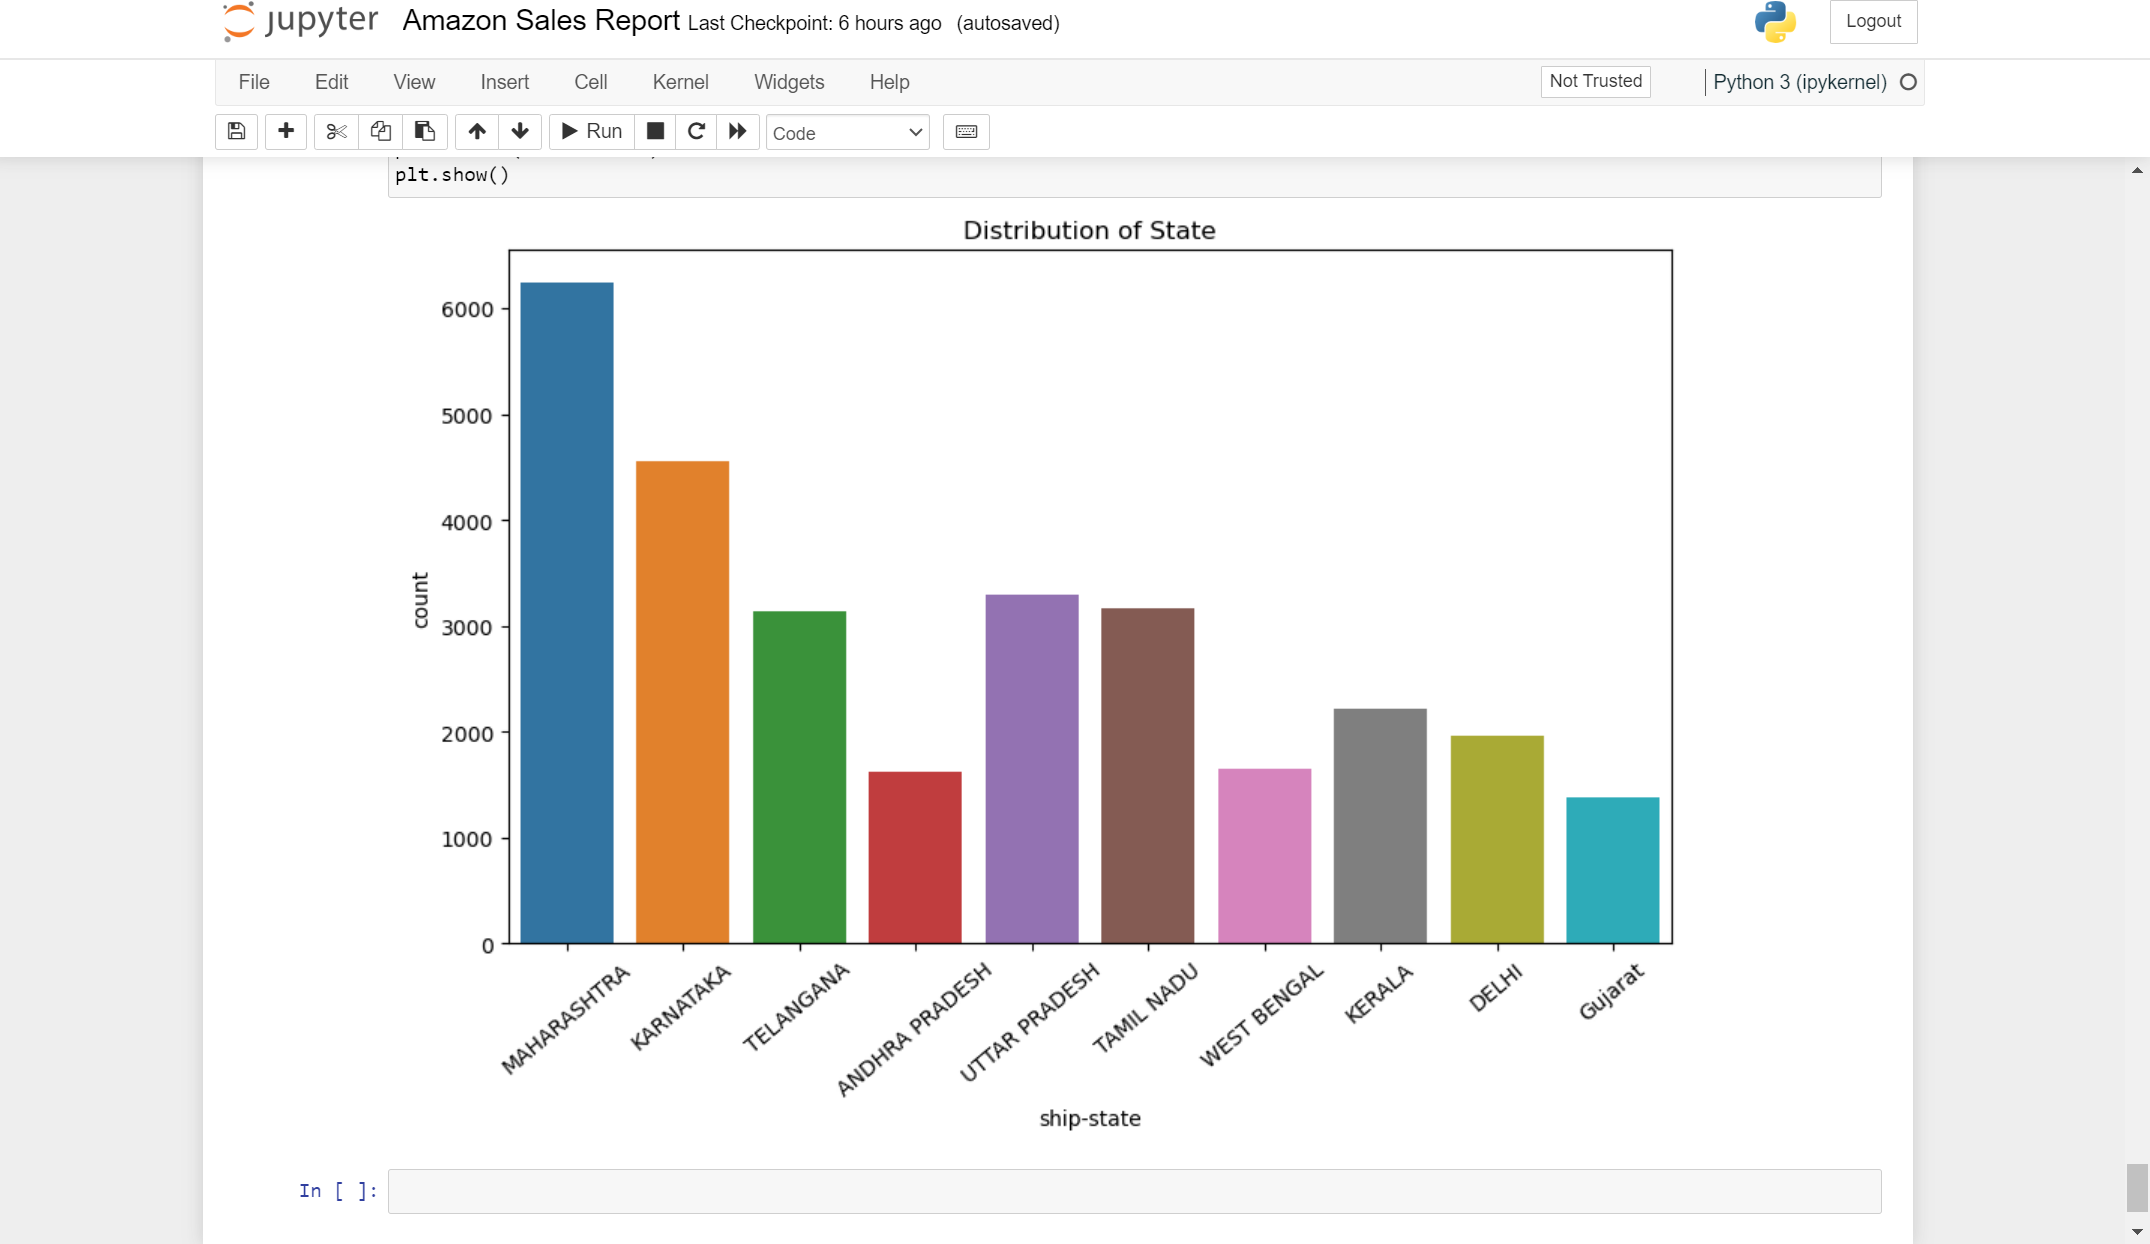 jupyter Amazon Sales Report Last Checkpoint: 6 hours ago (autosaved) Logout
File Edit View Insert Cell Kernel Widgets Help Not Trusted Python 3 (ipykernel)
Run Code
plt.show()
Distribution of State
6000
5000
4000
3000
2000
1000
0
count
MAHARASHTRA
KARNATAKA
TELANGANA
ANDHRA PRADESH
UTTAR PRADESH
TAMIL NADU
WEST BENGAL
KERALA
DELHI
Gujarat
ship-state
In [ ]: